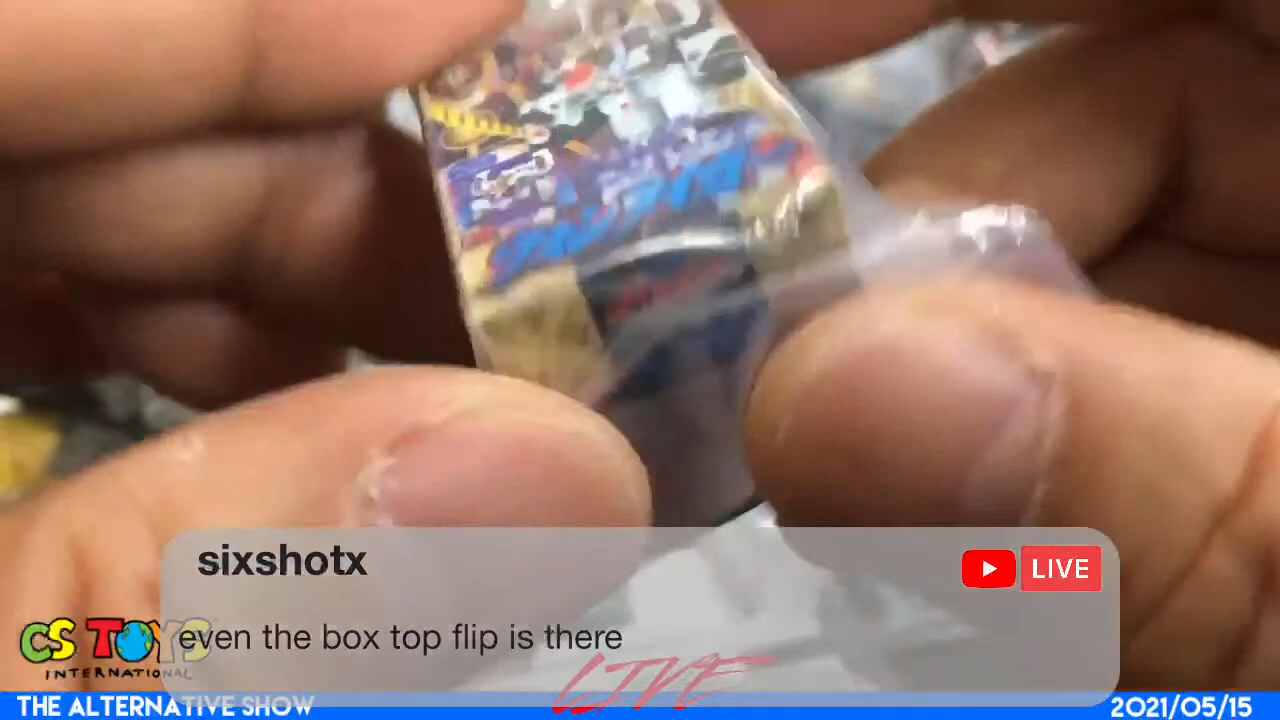 sixshotx
LIVE
even the box top flip is there
CS TOYS
INTERNATIONAL
LIVE
THE ALTERNATIVE SHOW
2021/05/15